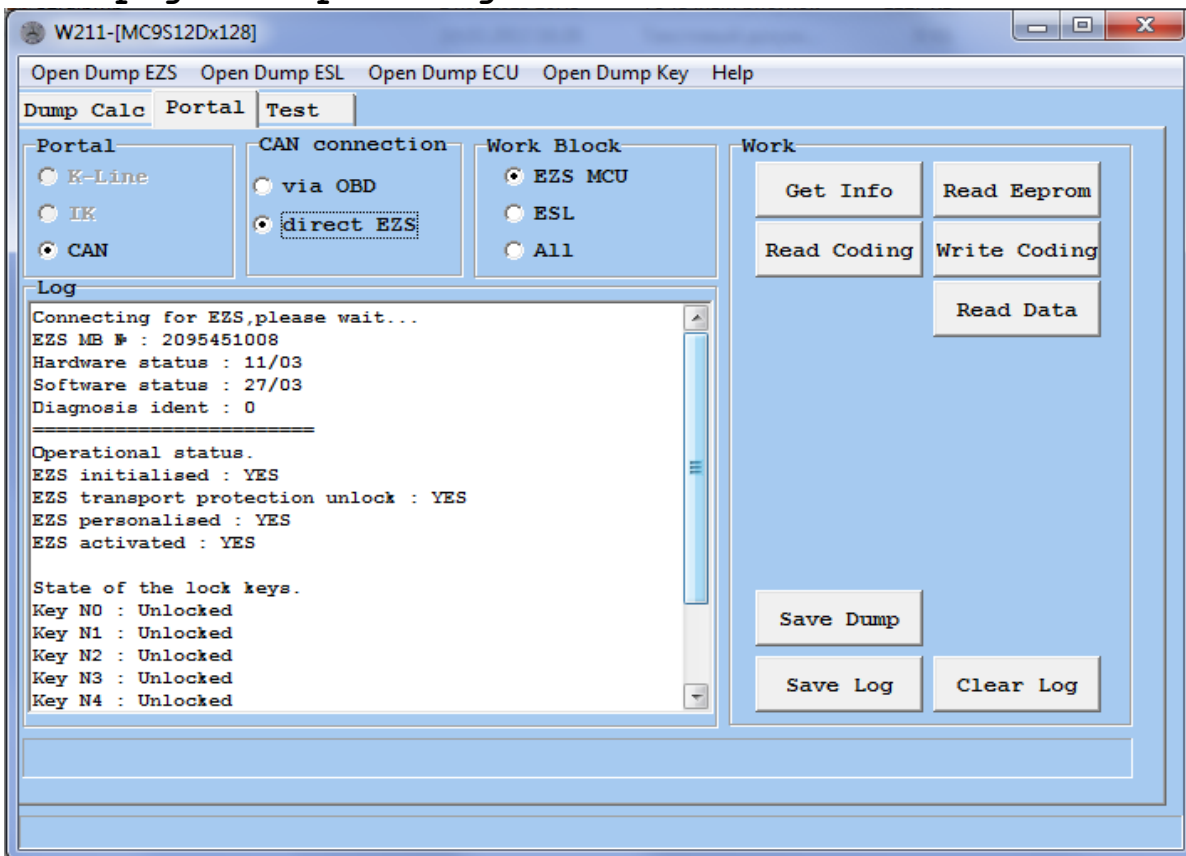 W211-[MC9S12Dx128]
Open Dump EZS Open Dump ESL Open Dump ECU Open Dump Key Help
Dump Calc Portal Test
Portal
K-Line
IK
CAN
CAN connection
via OBD
direct EZS
Work Block
EZS MCU
ESL
All
Work
Get Info Read Eeprom
Read Coding Write Coding
Read Data
Log
Connecting for EZS,please wait...
EZS MB № : 2095451008
Hardware status : 11/03
Software status : 27/03
Diagnosis ident : 0
========================
Operational status.
EZS initialised : YES
EZS transport protection unlock : YES
EZS personalised : YES
EZS activated : YES
State of the lock keys.
Key N0 : Unlocked
Key N1 : Unlocked
Key N2 : Unlocked
Key N3 : Unlocked
Key N4 : Unlocked
Save Dump
Save Log Clear Log